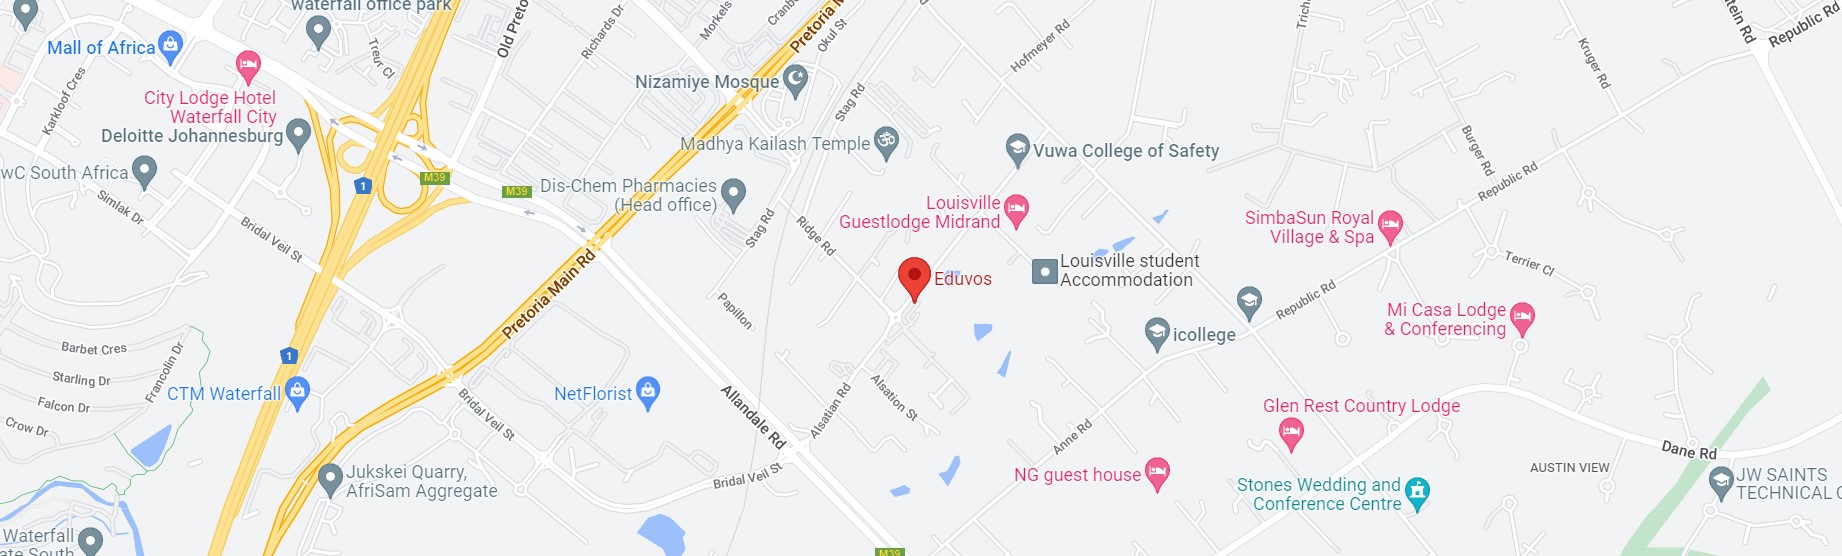 waterfall office park
Mall of Africa
City Lodge Hotel
Waterfall City
Deloitte Johannesburg
wC South Africa
Karkloof Cres
Simlak Dr
Bridal Veil St
Treur Cl
Old Preto
Richards Dr
Morkels
Cranb
Okul St
Pretoria M
Nizamiye Mosque
Stag Rd
Hofmeyer Rd
Trich
Kruger Rd
tein Rd
Republic Rd
Madhya Kailash Temple
Vuwa College of Safety
Burger Rd
Republic Rd
1
M39
M39
Dis-Chem Pharmacies
(Head office)
Stag Rd
Ridge Rd
Louisville
Guestlodge Midrand
SimbaSun Royal
Village & Spa
Terrier Cl
Pretoria Main Rd
Papillon
Eduvos
Louisville student
Accommodation
icollege
Republic Rd
Mi Casa Lodge
& Conferencing
Barbet Cres
Starling Dr
Falcon Dr
Crow Dr
Francolin Dr
1
CTM Waterfall
NetFlorist
Bridal Veil St
Allandale Rd
Alsatian Rd
Alsation St
Anne Rd
Glen Rest Country Lodge
Dane Rd
AUSTIN VIEW
Jukskei Quarry,
AfriSam Aggregate
Bridal Veil St
NG guest house
Stones Wedding and
Conference Centre
JW SAINTS
TECHNICAL C
Waterfall
ate South
M39